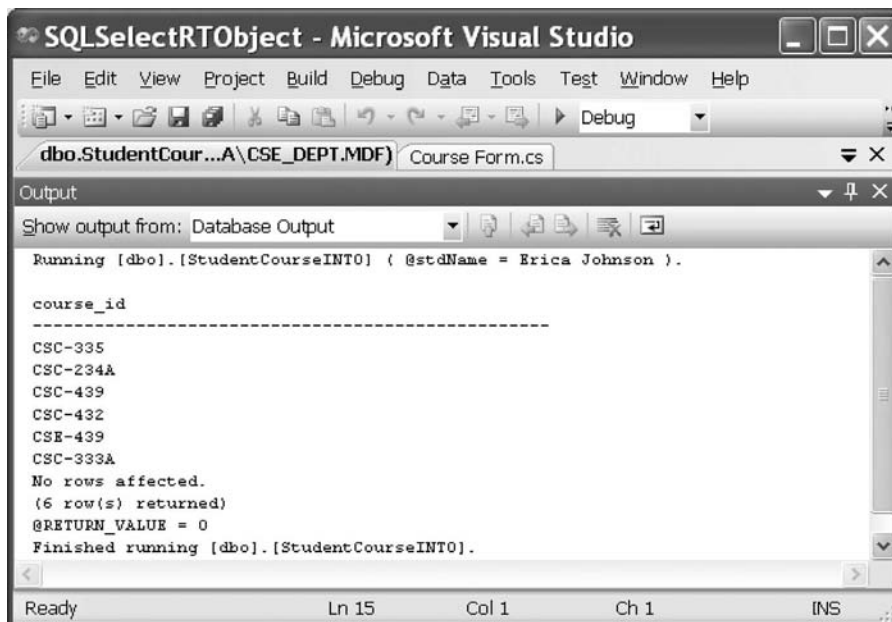 SQLSelectRTObject - Microsoft Visual Studio
File Edit View Project Build Debug Data Tools Test Window Help
Debug
dbo.StudentCour...A\CSE_DEPT.MDF) Course Form.cs
Output
Show output from: Database Output
Running [dbo].[StudentCourseINTO] ( @stdName = Erica Johnson ).
course_id
--------------------------------------------------
CSC-335
CSC-234A
CSC-439
CSC-432
CSE-439
CSC-333A
No rows affected.
(6 row(s) returned)
@RETURN_VALUE = 0
Finished running [dbo].[StudentCourseINTO].
Ready Ln 15 Col 1 Ch 1 INS